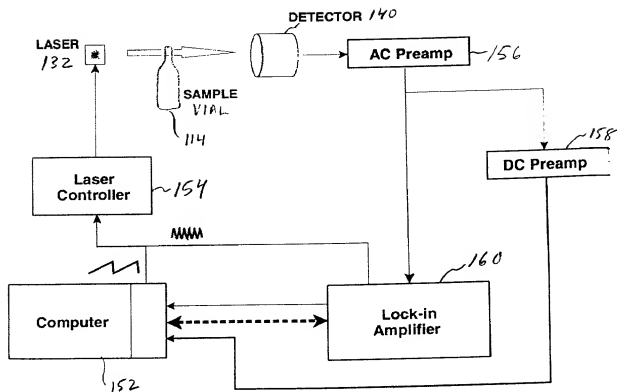 DETECTOR 140
LASER
132
AC Preamp
156
SAMPLE
VIAL
114
158
DC Preamp
Laser
Controller
154
160
Computer
Lock-in
Amplifier
152